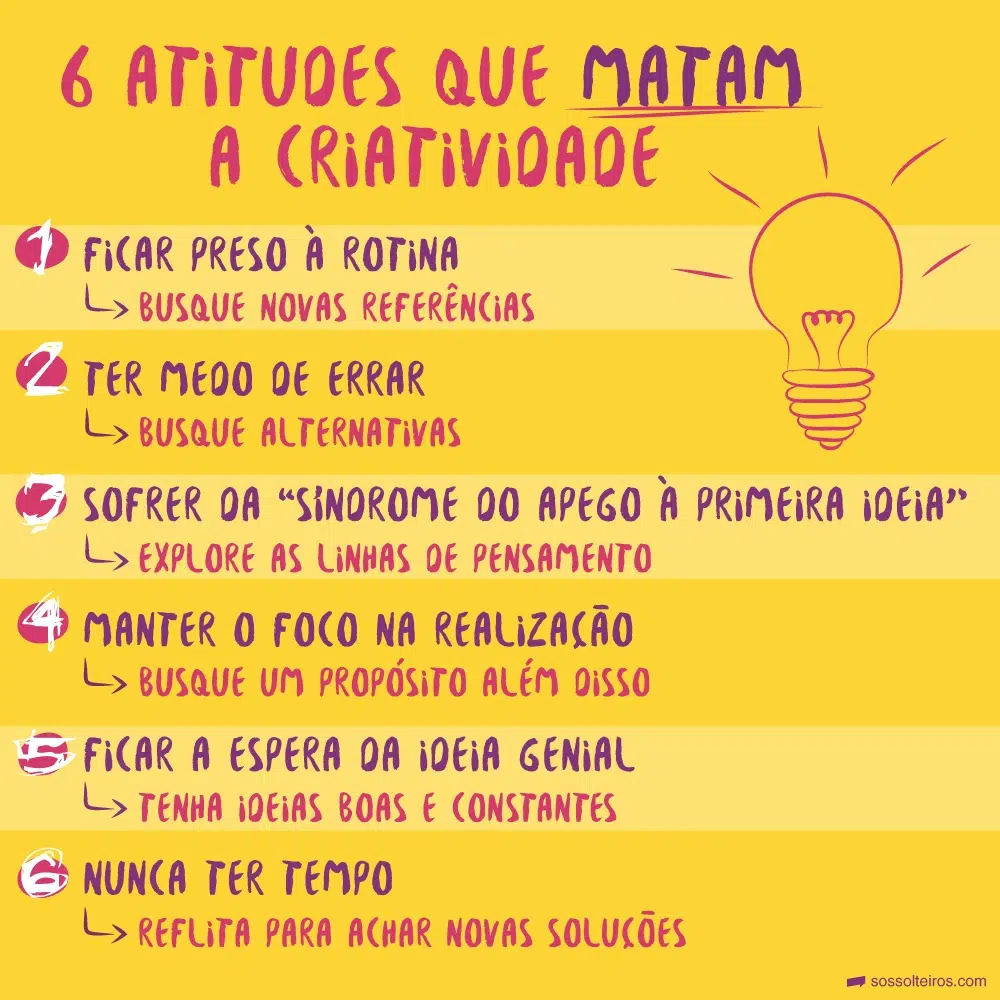 6 ATITUDES QUE MATAM
A CRIATIVIDADE
1 FICAR PRESO À ROTINA
BUSQUE NOVAS REFERÊNCIAS
2 TER MEDO DE ERRAR
BUSQUE ALTERNATIVAS
3 SOFRER DA “SÍNDROME DO APEGO À PRIMEIRA IDEIA”
EXPLORE AS LINHAS DE PENSAMENTO
4 MANTER O FOCO NA REALIZAÇÃO
BUSQUE UM PROPÓSITO ALÉM DISSO
5 FICAR A ESPERA DA IDEIA GENIAL
TENHA IDEIAS BOAS E CONSTANTES
6 NUNCA TER TEMPO
REFLITA PARA ACHAR NOVAS SOLUÇÕES
sossolteiros.com